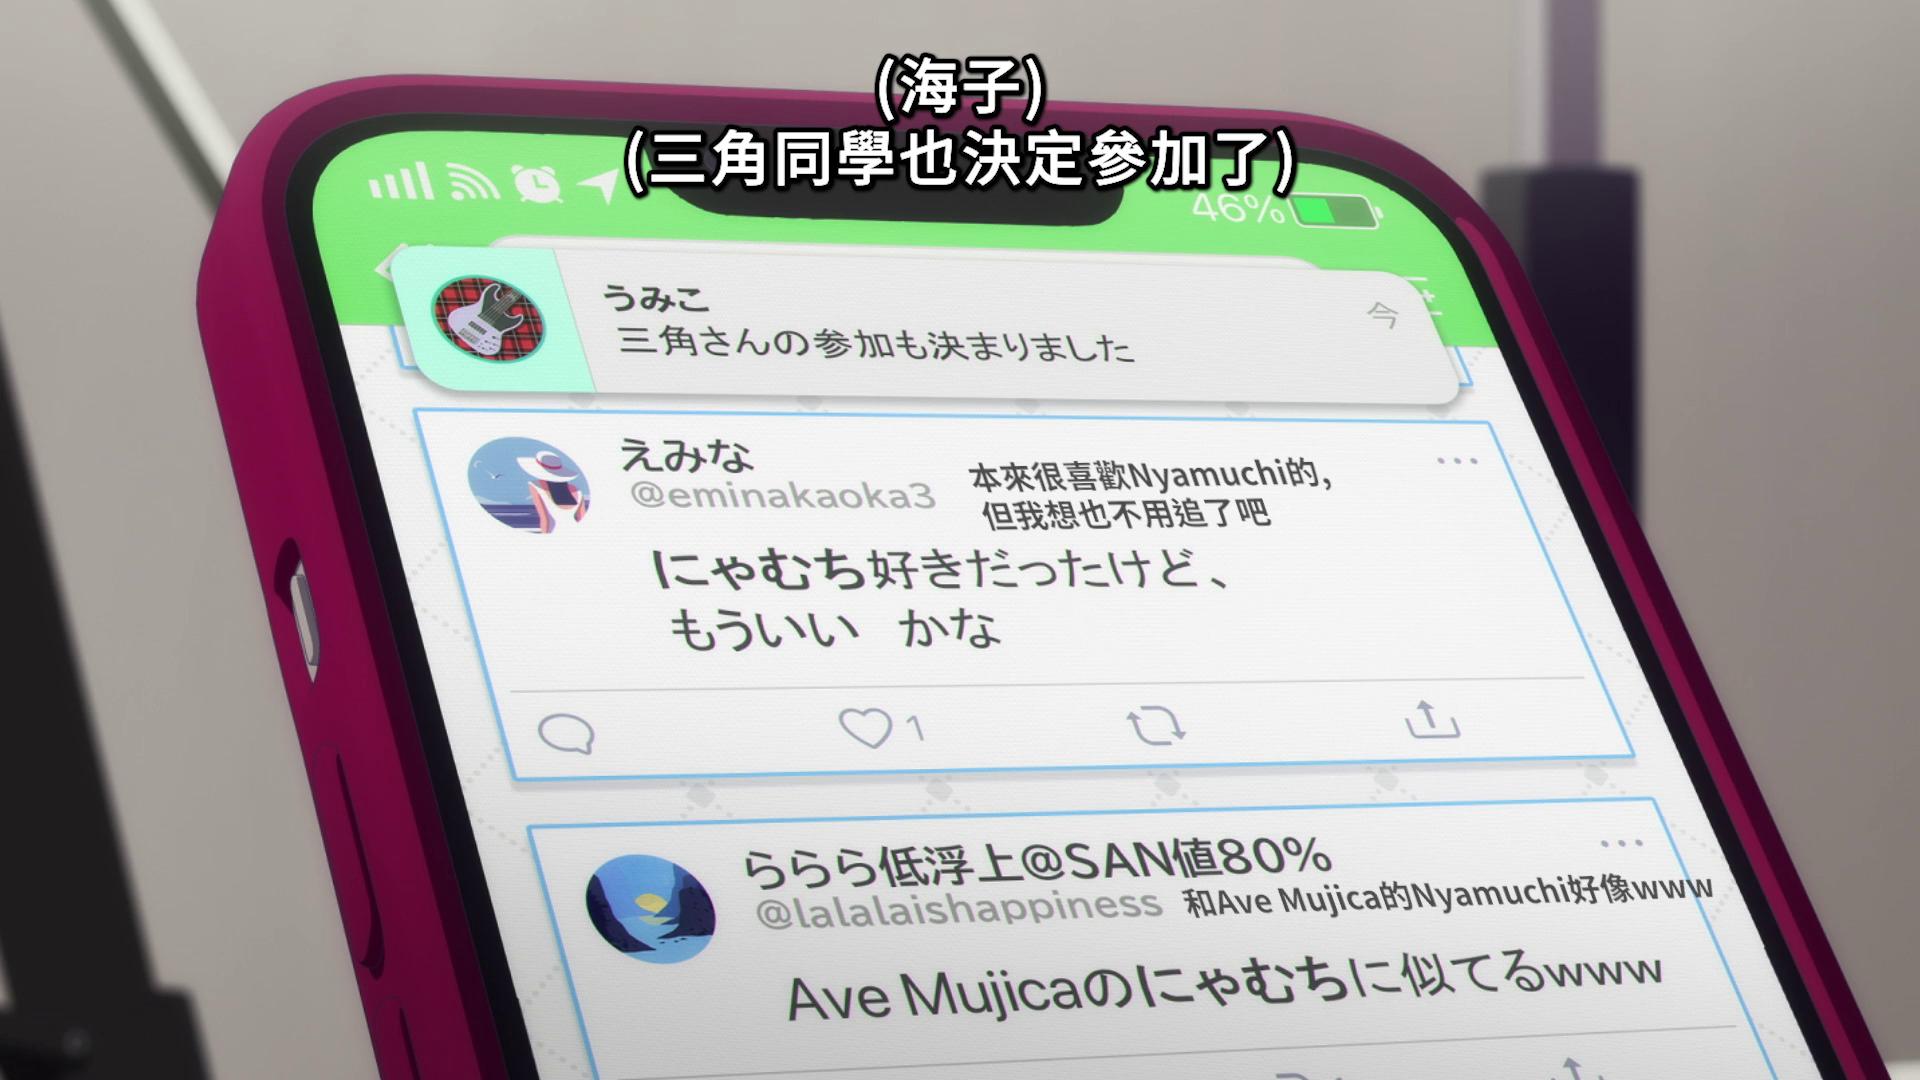 (海子)
(三角同學也決定參加了)
46%
うみこ
今
三角さんの参加も決まりました
えみな
@eminakaoka3
本來很喜歡Nyamuchi的,
但我想也不用追了吧
にゃむち好きだったけど、
もういい かな
1
ららら低浮上@SAN値80%
@lalalaishappiness
和Ave Mujica的Nyamuchi好像www
Ave Mujicaのにゃむちに似てるwww